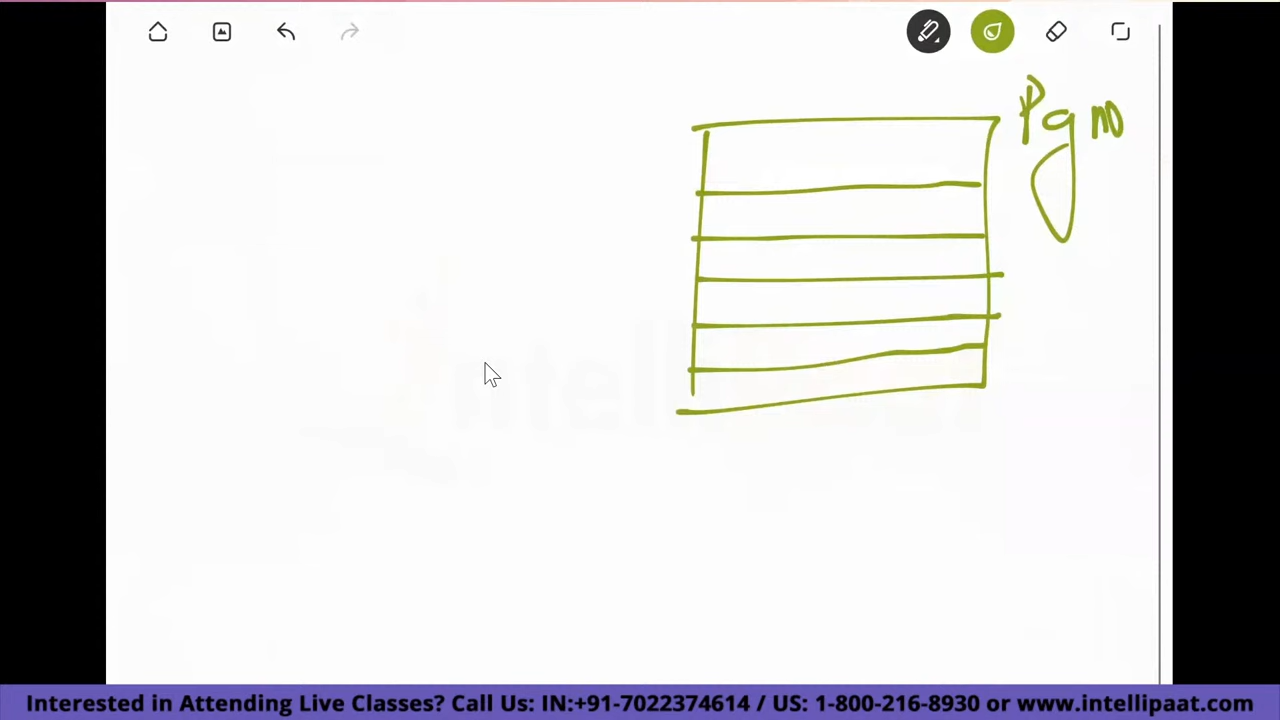 Pg no
intellipaat
Interested in Attending Live Classes? Call Us: IN:+91-7022374614 / US: 1-800-216-8930 or www.intellipaat.com